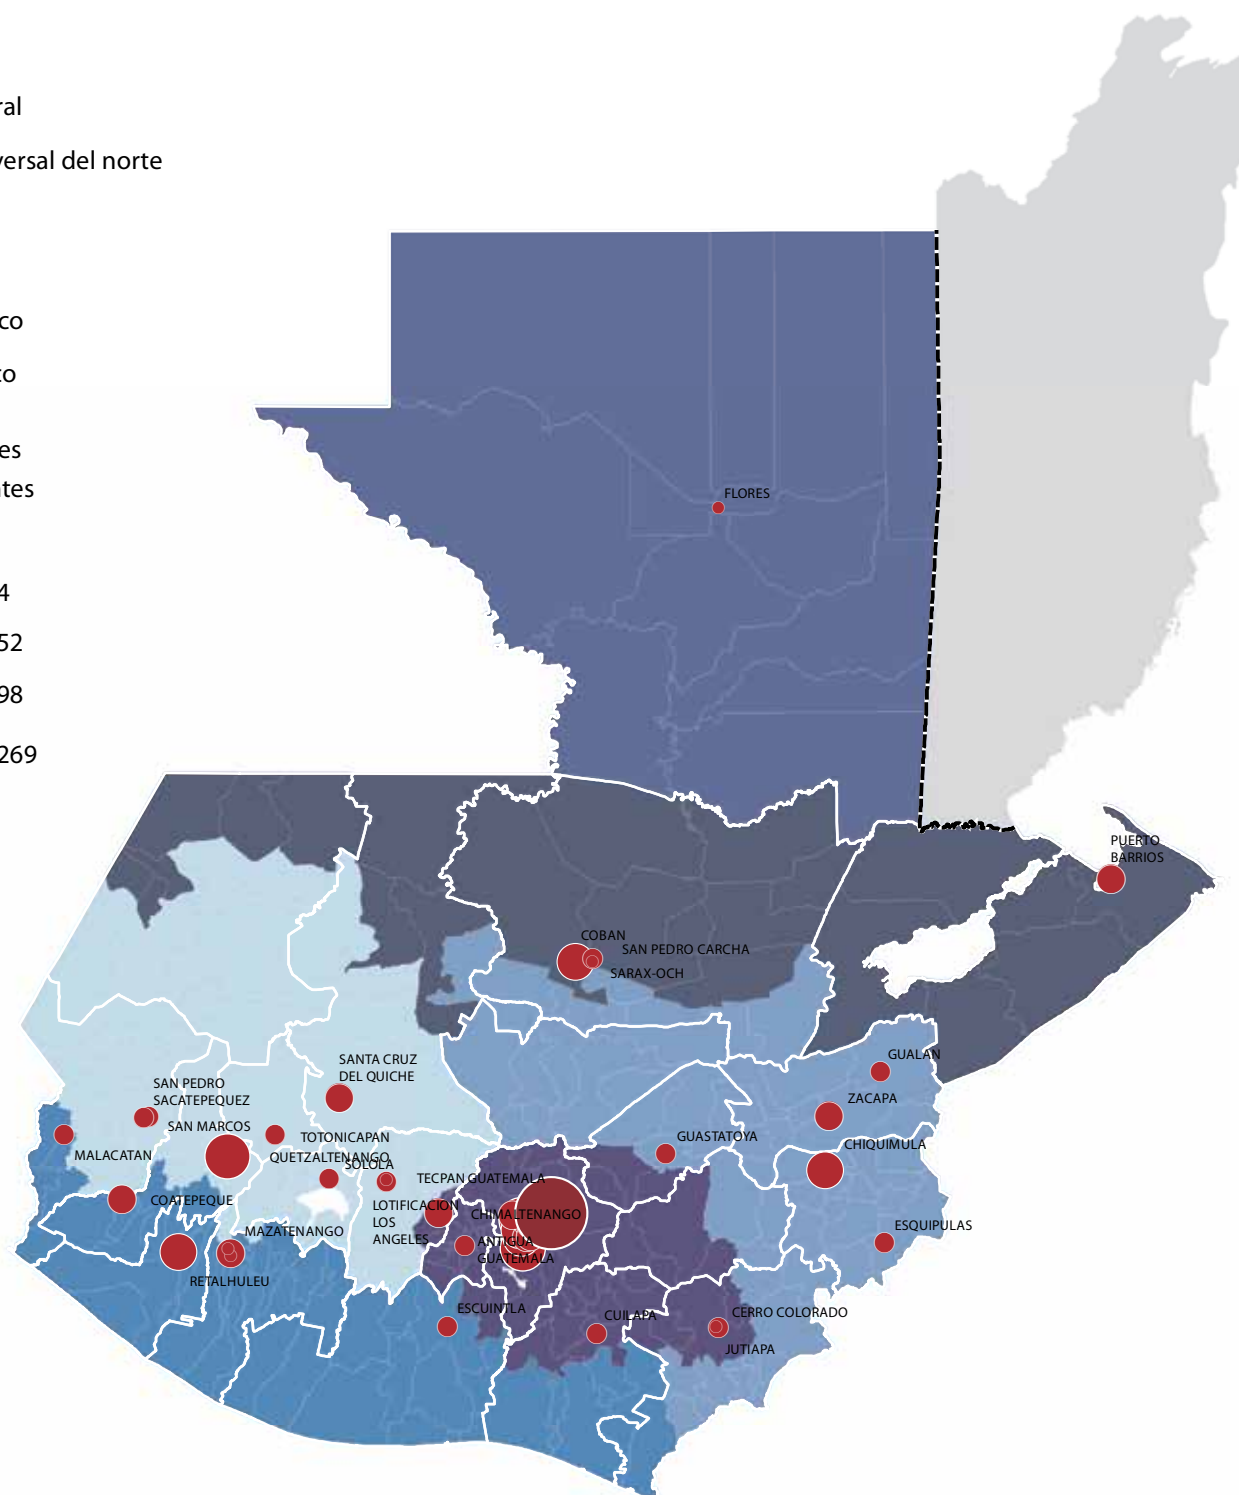 ral
versal del norte
co
to
es
ntes
4
52
98
269
FLORES
PUERTO
BARRIOS
COBAN
SAN PEDRO CARCHA
SARAX-OCH
GUALAN
SANTA CRUZ
DEL QUICHE
SAN PEDRO
SACATEPEQUEZ
ZACAPA
SAN MARCOS
TOTONICAPAN
GUASTATOYA
CHIQUIMULA
MALACATAN
QUETZALTENANGO
SOLOLA
TECPAN GUATEMALA
COATEPEQUE
LOTIFICACION
LOS
ANGELES
CHIMALTENANGO
ESQUIPULAS
MAZATENANGO
ANTIGUA
GUATEMALA
RETALHULEU
ESCUINTLA
CUILAPA
CERRO COLORADO
JUTIAPA